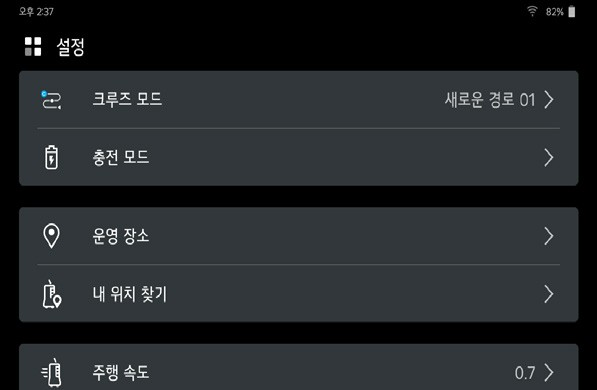 오후 2:37 82%
설정
크루즈 모드 새로운 경로 01
충전 모드
운영 장소
내 위치 찾기
주행 속도 0.7